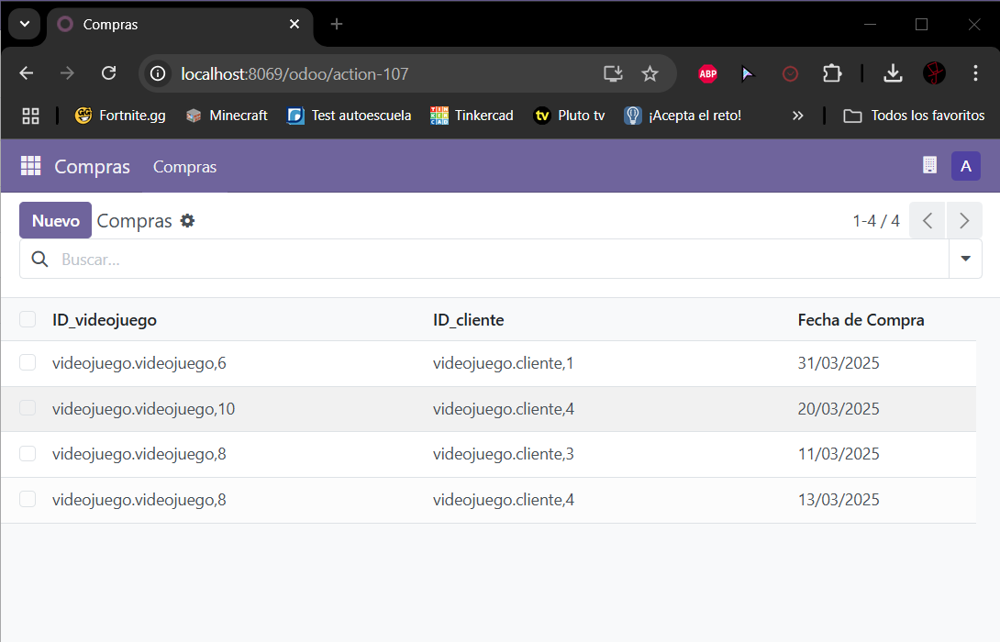 Compras
localhost:8069/odoo/action-107
ABP
Fortnite.gg Minecraft Test autoescuela Tinkercad tv Pluto tv ¡Acepta el reto! » Todos los favoritos
Compras Compras A
Nuevo Compras 1-4 / 4
Buscar...
ID_videojuego ID_cliente Fecha de Compra
videojuego.videojuego,6 videojuego.cliente,1 31/03/2025
videojuego.videojuego,10 videojuego.cliente,4 20/03/2025
videojuego.videojuego,8 videojuego.cliente,3 11/03/2025
videojuego.videojuego,8 videojuego.cliente,4 13/03/2025